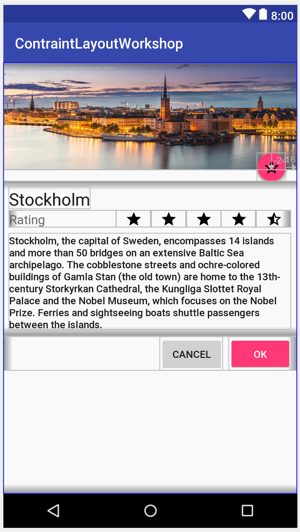 8:00
ContraintLayoutWorkshop
16
Stockholm
Rating
Stockholm, the capital of Sweden, encompasses 14 islands
and more than 50 bridges on an extensive Baltic Sea
archipelago. The cobblestone streets and ochre-colored
buildings of Gamla Stan (the old town) are home to the 13th-
century Storkyrkan Cathedral, the Kungliga Slottet Royal
Palace and the Nobel Museum, which focuses on the Nobel
Prize. Ferries and sightseeing boats shuttle passengers
between the islands.
CANCEL
OK